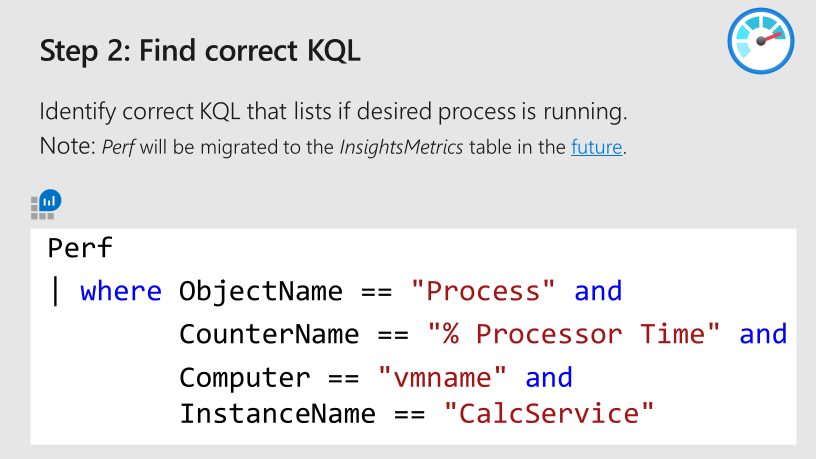 Step 2: Find correct KQL
Identify correct KQL that lists if desired process is running.
Note: Perf will be migrated to the InsightsMetrics table in the future.
Perf
| where ObjectName == "Process" and
CounterName == "% Processor Time" and
Computer == "vmname" and
InstanceName == "CalcService"